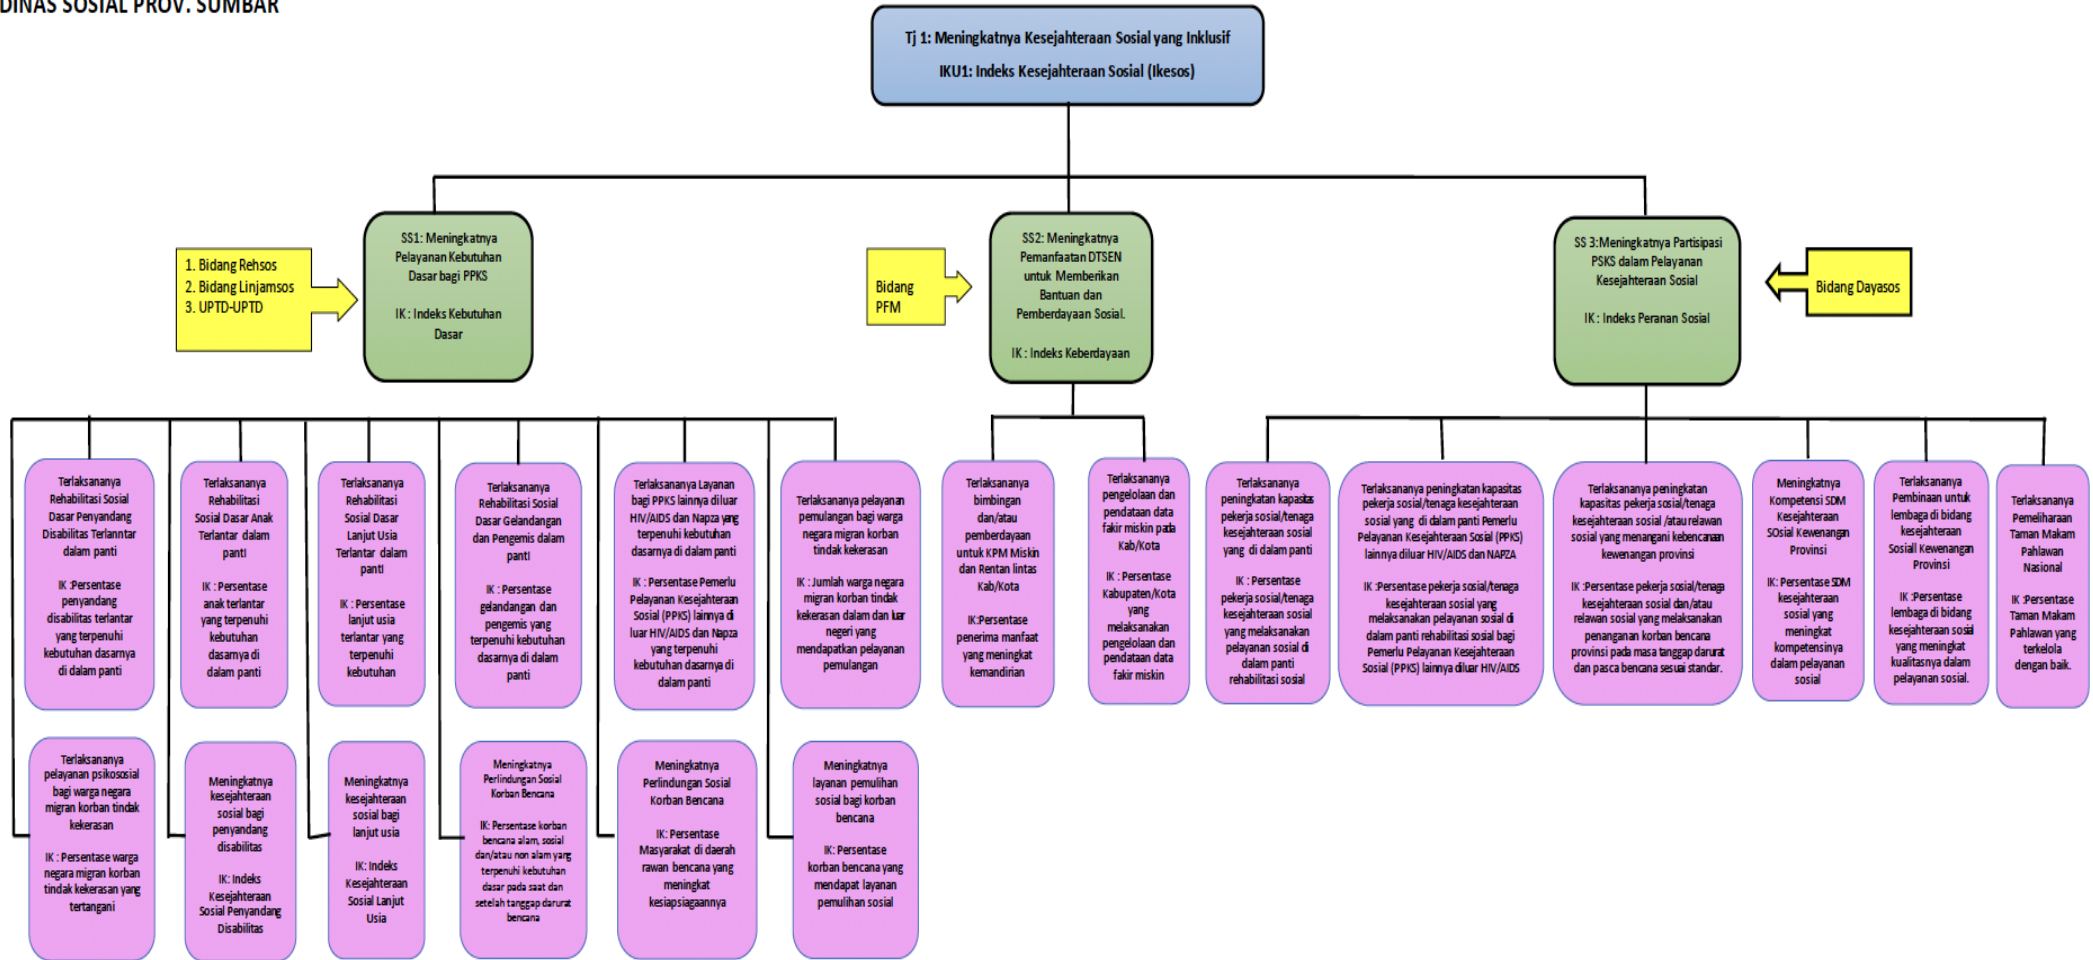 DINAS SOSIAL PROV. SUMBAR
Tj 1: Meningkatnya Kesejahteraan Sosial yang Inklusif
IKU1: Indeks Kesejahteraan Sosial (Ikesos)
1. Bidang Rehsos
2. Bidang Linjamsos
3. UPTD-UPTD
SS1: Meningkatnya
Pelayanan Kebutuhan
Dasar bagi PPKS
IK : Indeks Kebutuhan
Dasar
Bidang
PFM
SS2: Meningkatnya
Pemanfaatan DTSEN
untuk Memberikan
Bantuan dan
Pemberdayaan Sosial.
IK : Indeks Keberdayaan
SS 3:Meningkatnya Partisipasi
PSKS dalam Pelayanan
Kesejahteraan Sosial
IK : Indeks Peranan Sosial
Bidang Dayasos
Terlaksananya
Rehabilitasi Sosial
Dasar Penyandang
Disabilitas Terlanntar
dalam panti
IK :Persentase
penyandang
disabilitas terlantar
yang terpenuhi
kebutuhan dasarnya
di dalam panti
Terlaksananya
Rehabilitasi
Sosial Dasar Anak
Terlantar dalam
panti
IK : Persentase
anak terlantar
yang terpenuhi
kebutuhan
dasarnya di
dalam panti
Terlaksananya
Rehabilitasi
Sosial Dasar
Lanjut Usia
Terlantar dalam
panti
IK : Persentase
lanjut usia
terlantar yang
terpenuhi
kebutuhan
Terlaksananya
Rehabilitasi Sosial
Dasar Gelandangan
dan Pengemis dalam
panti
IK : Persentase
gelandangan dan
pengemis yang
terpenuhi kebutuhan
dasarnya di dalam
panti
Terlaksananya Layanan
bagi PPKS lainnya diluar
HIV/AIDS dan Napza yang
terpenuhi kebutuhan
dasarnya di dalam panti
IK : Persentase Pemerlu
Pelayanan Kesejahteraan
Sosial (PPKS) lainnya di
luar HIV/AIDS dan Napza
yang terpenuhi
kebutuhan dasarnya di
dalam panti
Terlaksananya pelayanan
pemulangan bagi warga
negara migran korban
tindak kekerasan
IK : Jumlah warga negara
migran korban tindak
kekerasan dalam dan luar
negeri yang
mendapatkan pelayanan
pemulangan
Terlaksananya
bimbingan
dan/atau
pemberdayaan
untuk KPM Miskin
dan Rentan lintas
Kab/Kota
IK:Persentase
penerima manfaat
yang meningkat
kemandirian
Terlaksananya
pengelolaan dan
pendataan data
fakir miskin pada
Kab/Kota
IK : Persentase
Kabupaten/Kota
yang
melaksanakan
pengelolaan dan
pendataan data
fakir miskin
Terlaksananya
peningkatan kapasitas
pekerja sosial/tenaga
kesejahteraan sosial
yang di dalam panti
IK : Persentase
pekerja sosial/tenaga
kesejahteraan sosial
yang melaksanakan
pelayanan sosial di
dalam panti
rehabilitasi sosial
Terlaksananya peningkatan kapasitas
pekerja sosial/tenaga kesejahteraan
sosial yang di dalam panti Pemerlu
Pelayanan Kesejahteraan Sosial (PPKS)
lainnya diluar HIV/AIDS dan NAPZA
IK :Persentase pekerja sosial/tenaga
kesejahteraan sosial yang
melaksanakan pelayanan sosial di
dalam panti rehabilitasi sosial bagi
Pemerlu Pelayanan Kesejahteraan
Sosial (PPKS) lainnya diluar HIV/AIDS
Terlaksananya peningkatan
kapasitas pekerja sosial/tenaga
kesejahteraan sosial /atau relawan
sosial yang menangani kebencanaan
kewenangan provinsi
IK :Persentase pekerja sosial/tenaga
kesejahteraan sosial dan/atau
relawan sosial yang melaksanakan
penanganan korban bencana
provinsi pada masa tanggap darurat
dan pasca bencana sesuai standar.
Meningkatnya
Kompetensi SDM
Kesejahteraan
SOsial Kewenangan
Provinsi
IK: Persentase SDM
kesejahteraan
sosial yang
meningkat
kompetensinya
dalam pelayanan
sosial
Terlaksananya
Pembinaan untuk
lembaga di bidang
kesejahteraan
Sosiall Kewenangan
Provinsi
IK :Persentase
lembaga di bidang
kesejahteraan sosial
yang meningkat
kualitasnya dalam
pelayanan sosial.
Terlaksananya
Pemeliharaan
Taman Makam
Pahlawan
Nasional
IK :Persentase
Taman Makam
Pahlawan yang
terkelola
dengan baik.
Terlaksananya
pelayanan psikososial
bagi warga negara
migran korban tindak
kekerasan
IK : Persentase warga
negara migran korban
tindak kekerasan yang
tertangani
Meningkatnya
kesejahteraan
sosial bagi
penyandang
disabilitas
IK: Indeks
Kesejahteraan
Sosial Penyandang
Disabilitas
Meningkatnya
kesejahteraan
sosial bagi
lanjut usia
IK: Indeks
Kesejahteraan
Sosial Lanjut
Usia
Meningkatnya
Perlindungan Sosial
Korban Bencana
IK: Persentase korban
bencana alam, sosial
dan/atau non alam yang
terpenuhi kebutuhan
dasar pada saat dan
setelah tanggap darurat
bencana
Meningkatnya
Perlindungan Sosial
Korban Bencana
IK: Persentase
Masyarakat di daerah
rawan bencana yang
meningkat
kesiapsiagaannya
Meningkatnya
layanan pemulihan
sosial bagi korban
bencana
IK: Persentase
korban bencana yang
mendapat layanan
pemulihan sosial